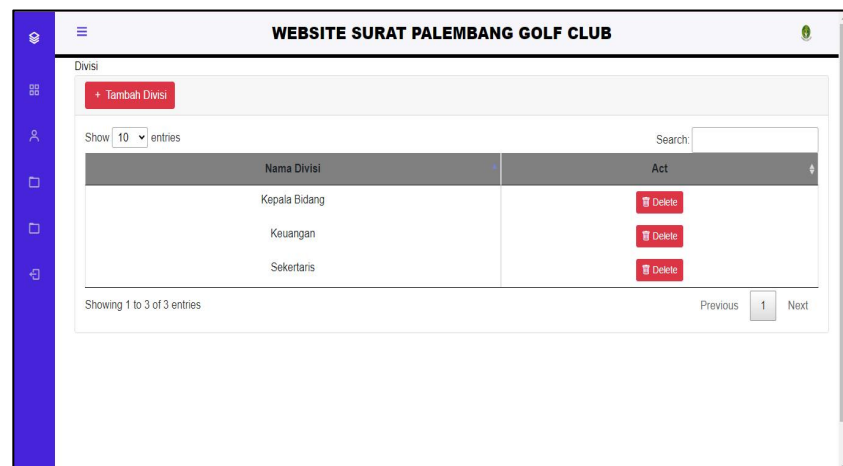 WEBSITE SURAT PALEMBANG GOLF CLUB
Divisi
+ Tambah Divisi
Show 10 entries Search:
Nama Divisi Act
Kepala Bidang Delete
Keuangan Delete
Sekertaris Delete
Showing 1 to 3 of 3 entries Previous 1 Next